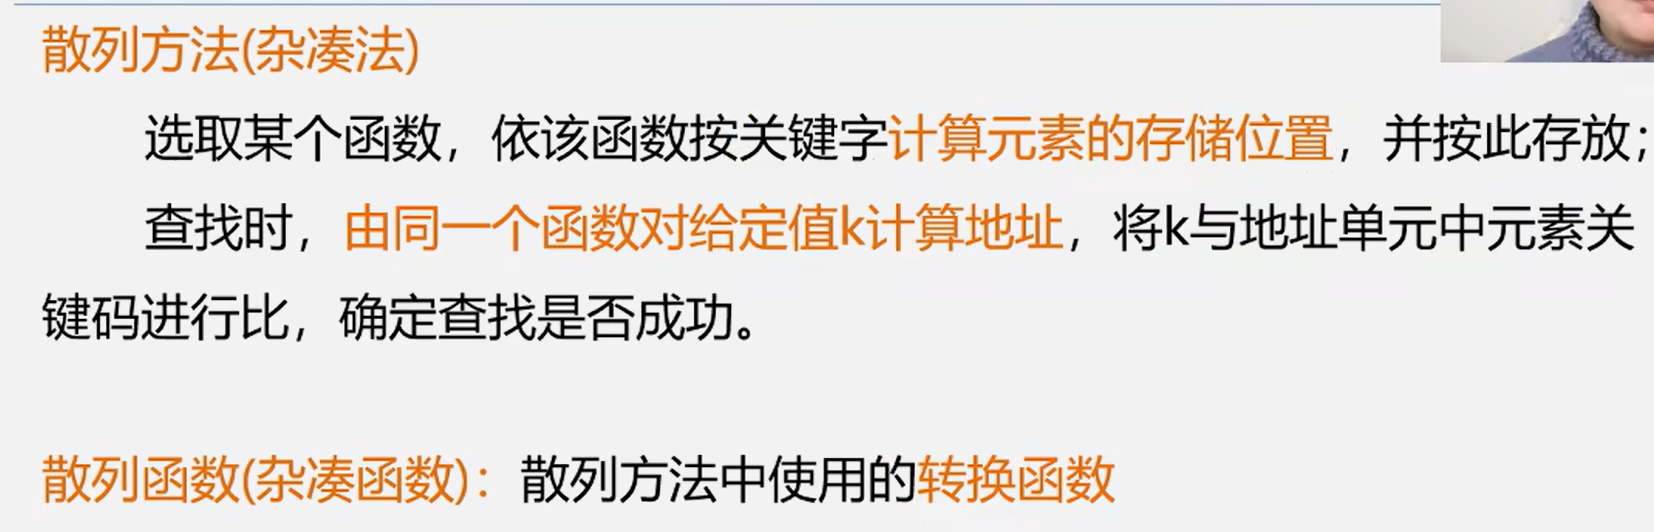 散列方法(杂凑法)
选取某个函数，依该函数按关键字计算元素的存储位置，并按此存放；
查找时，由同一个函数对给定值k计算地址，将k与地址单元中元素关
键码进行比，确定查找是否成功。
散列函数(杂凑函数)：散列方法中使用的转换函数